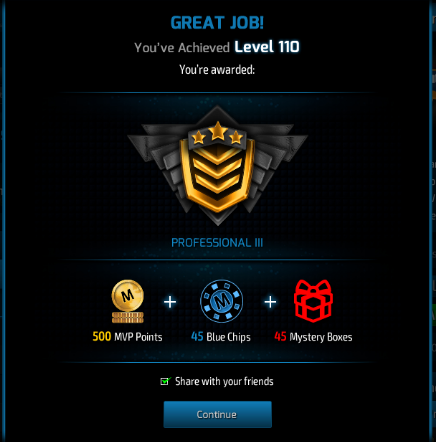 GREAT JOB!
You've Achieved Level 110
You're awarded:
PROFESSIONAL III
M + M +
500 MVP Points 45 Blue Chips 45 Mystery Boxes
Share with your friends
Continue